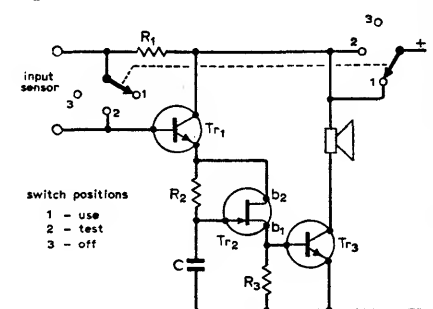 3
R1
2
+
input
sensor
1
3
1
2
Tr1
switch positions
1 - use
2 - test
3 - off
R2
b2
b1
Tr2
Tr3
C
R3